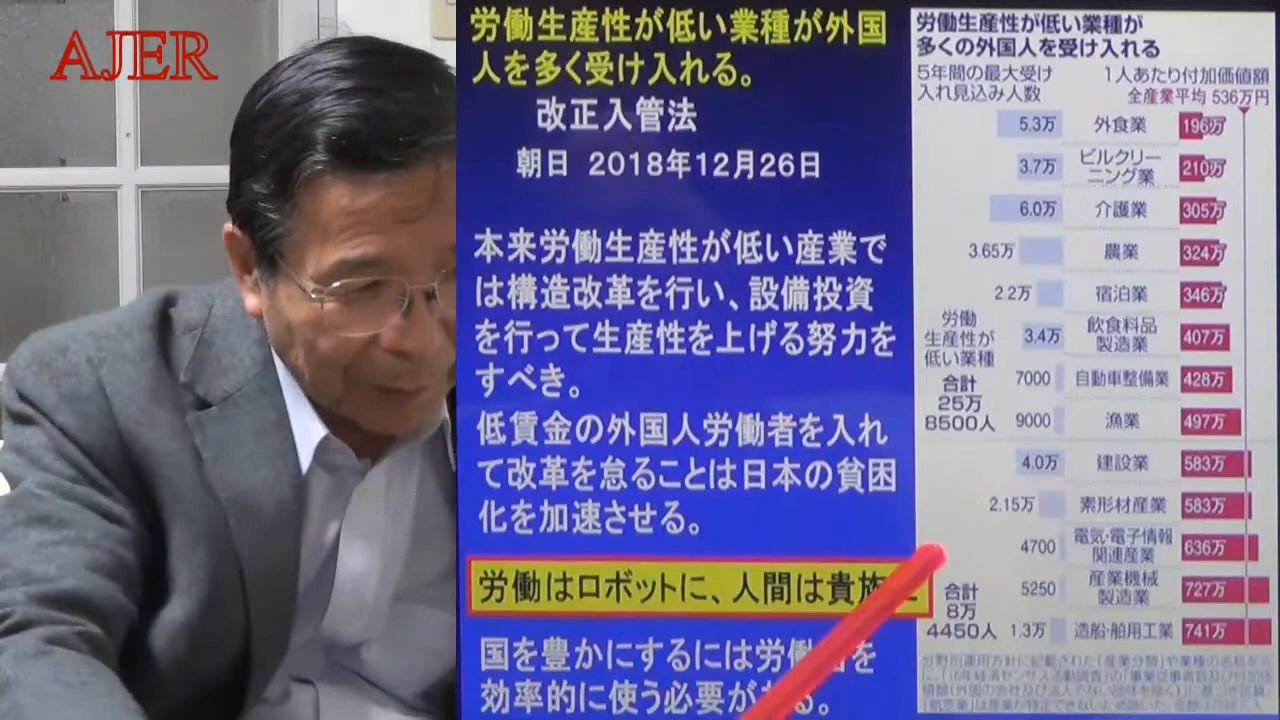 AJER
労働生産性が低い業種が外国
人を多く受け入れる。
改正入管法
朝日 2018年12月26日
本来労働生産性が低い産業で
は構造改革を行い、設備投資
を行って生産性を上げる努力を
すべき。
低賃金の外国人労働者を入れ
て改革を怠ることは日本の貧困
化を加速させる。
労働はロボットに、人間は貴族
国を豊かにするには労働 を
効率的に使う必要が 。
労働生産性が低い業種が
多くの外国人を受け入れる
5年間の最大受け
入れ見込み人数
1人あたり付加価値額
全産業平均 536万円
5.3万 外食業 196万
3.7万 ビルクリー
ニング業 210万
6.0万 介護業 305万
3.65万 農業 324万
2.2万 宿泊業 346万
労働
生産性が
低い業種
合計
25万
8500人
3.4万 飲食料品
製造業 407万
7000 自動車整備業 428万
9000 漁業 497万
4.0万 建設業 583万
2.15万 素形材産業 583万
4700 電気・電子情報
関連産業 636万
合計
8万
4450人
5250 産業機械
製造業 727万
1.3万 造船・舶用工業 741万